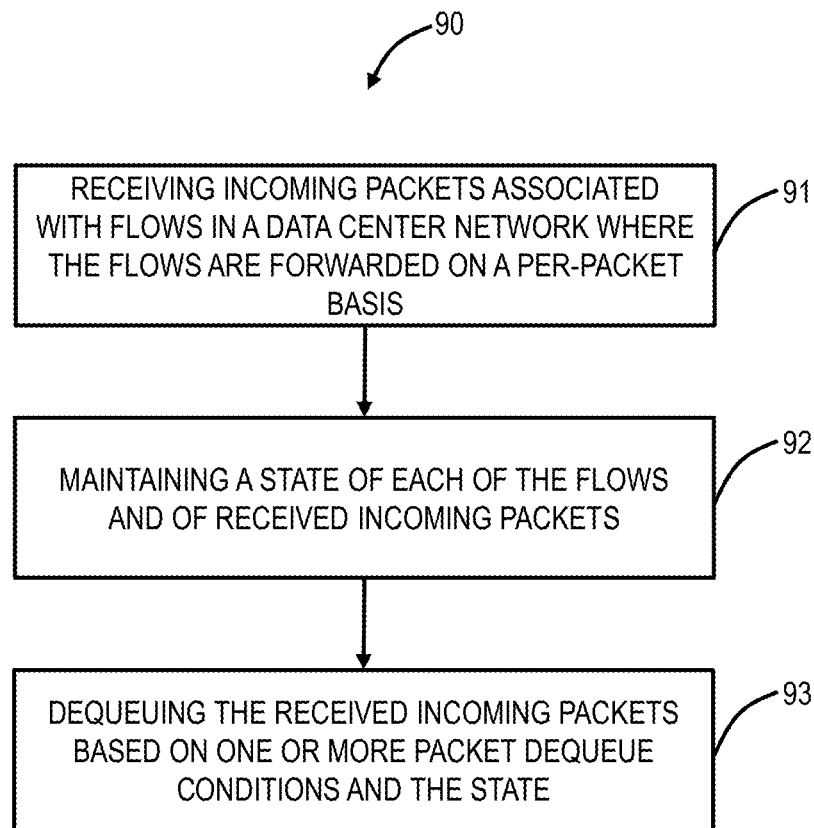 90
RECEIVING INCOMING PACKETS ASSOCIATED
WITH FLOWS IN A DATA CENTER NETWORK WHERE
THE FLOWS ARE FORWARDED ON A PER-PACKET
BASIS
91
MAINTAINING A STATE OF EACH OF THE FLOWS
AND OF RECEIVED INCOMING PACKETS
92
DEQUEUING THE RECEIVED INCOMING PACKETS
BASED ON ONE OR MORE PACKET DEQUEUE
CONDITIONS AND THE STATE
93